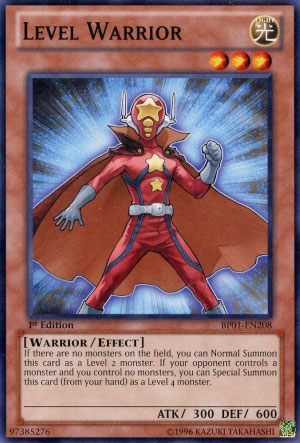 LEVEL WARRIOR
LIGHT
光
1st Edition
BP01-EN208
[WARRIOR / EFFECT]
If there are no monsters on the field, you can Normal Summon
this card as a Level 2 monster. If your opponent controls a
monster and you control no monsters, you can Special Summon
this card (from your hand) as a Level 4 monster.
ATK/ 300 DEF/ 600
97385276
©1996 KAZUKI TAKAHASHI